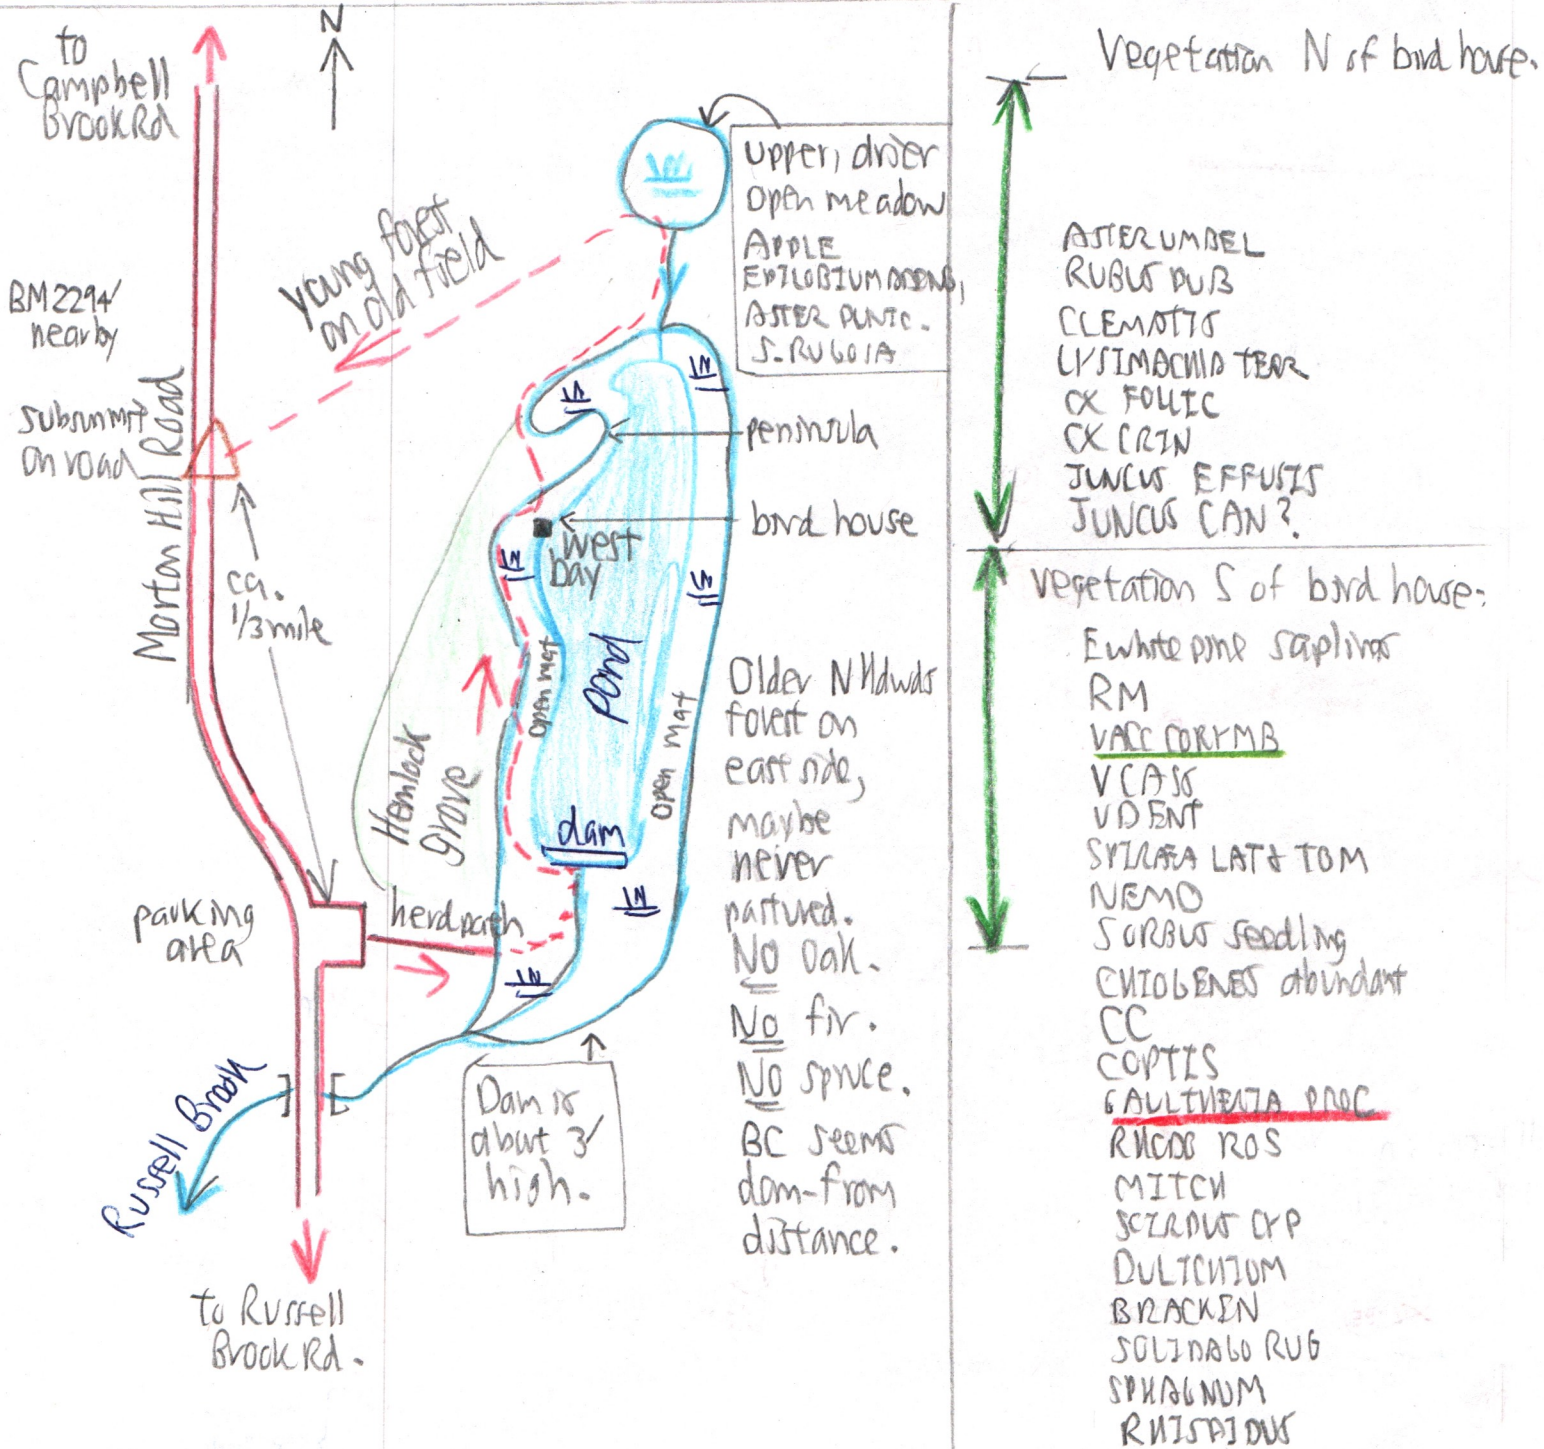 to
Campbell
Brook Rd
N
BM 2294'
nearby
subsummit
on road
Morton Hill Road
ca.
1/3 mile
young forest
on old field
Upper, drier
open meadow
APPLE
ASTER PUNIC.
S. RUGOSA
peninsula
bird house
West
bay
Pond
open mat
open mat
Hemlock
grove
dam
parking
area
herdpath
Russell Brook
to Russell
Brook Rd.
Dam is
about 3'
high.
Older N Hdwds
forest on
east side,
maybe
never
pastured.
No oak.
No fir.
No spruce.
BC seems
dom-from
distance.
Vegetation N of bird house.
ASTER UMBEL
RUBUS PUB
CLEMATIS
LYSIMACHIA TERR
CX FOLLIC
CX CRIN
JUNCUS EFFUSIS
JUNCUS CAN?
Vegetation S of bird house:
E white pine saplings
RM
VACC CORYMB
V CASS
V DENT
SPIRAEA LAT & TOM
NEMO
SORBUS seedling
CHIOGENES abundant
CC
COPTIS
GAULTHERIA PROC
RHODO ROS
MITCH
SCIRPUS CYP
DULICHIUM
BRACKEN
SOLIDAGO RUG
SPHAGNUM
RHISPIDUS